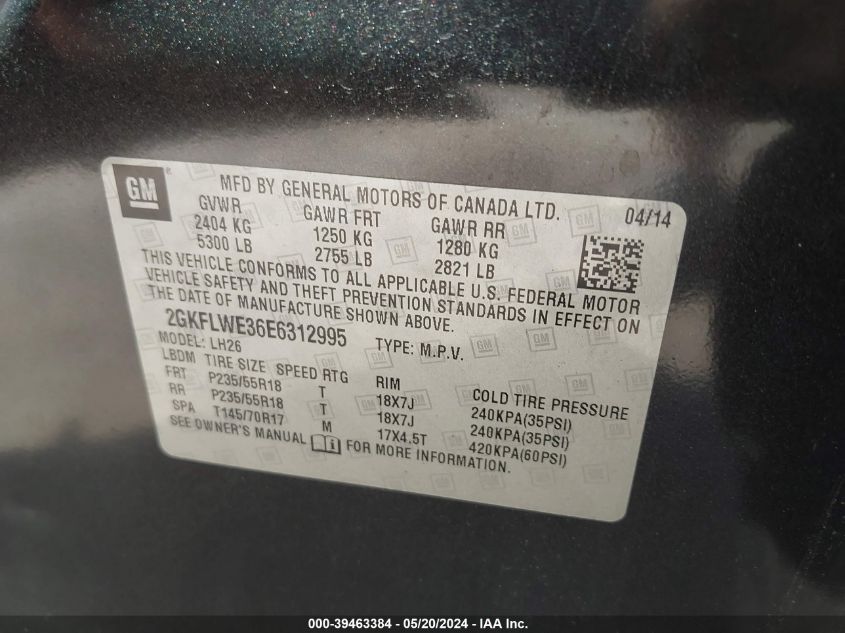 GM
MFD BY GENERAL MOTORS OF CANADA LTD. 04/14
GVWR GAWR FRT GAWR RR
2404 KG 1250 KG 1280 KG
5300 LB 2755 LB 2821 LB
THIS VEHICLE CONFORMS TO ALL APPLICABLE U.S. FEDERAL MOTOR
VEHICLE SAFETY AND THEFT PREVENTION STANDARDS IN EFFECT ON
THE DATE OF MANUFACTURE SHOWN ABOVE.
2GKFLWE36E6312995 TYPE: M.P.V.
MODEL: LH26
LBDM TIRE SIZE SPEED RTG RIM COLD TIRE PRESSURE
FRT P235/55R18 T 18X7J 240KPA(35PSI)
RR P235/55R18 T 18X7J 240KPA(35PSI)
SPA T145/70R17 M 17X4.5T 420KPA(60PSI)
SEE OWNER'S MANUAL i FOR MORE INFORMATION.
000-39463384 - 05/20/2024 - IAA Inc.